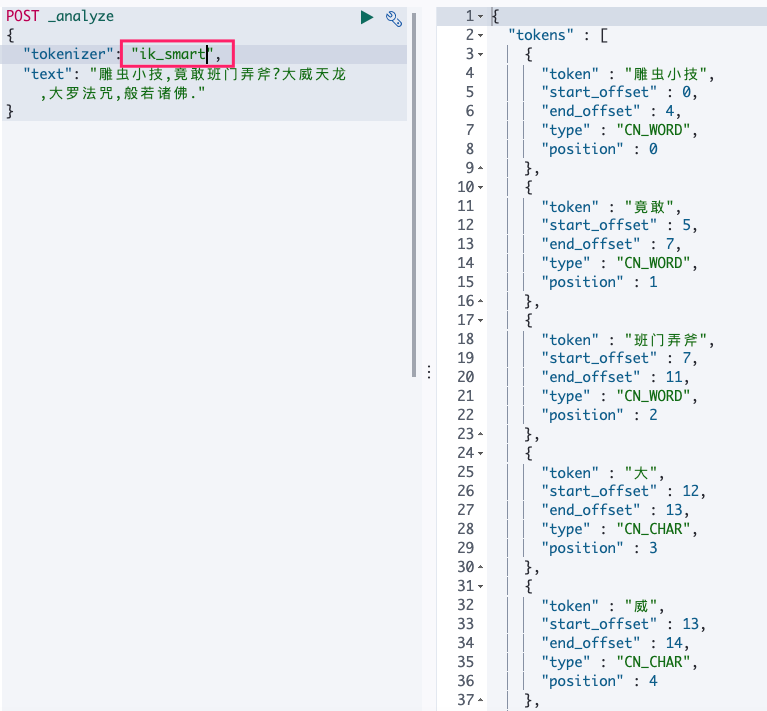 POST _analyze
{
"tokenizer": "ik_smart",
"text": "雕虫小技,竟敢班门弄斧?大威天龙
,大罗法咒,般若诸佛."
}
1 {
2 "tokens" : [
3 {
4 "token" : "雕虫小技",
5 "start_offset" : 0,
6 "end_offset" : 4,
7 "type" : "CN_WORD",
8 "position" : 0
9 },
10 {
11 "token" : "竟敢",
12 "start_offset" : 5,
13 "end_offset" : 7,
14 "type" : "CN_WORD",
15 "position" : 1
16 },
17 {
18 "token" : "班门弄斧",
19 "start_offset" : 7,
20 "end_offset" : 11,
21 "type" : "CN_WORD",
22 "position" : 2
23 },
24 {
25 "token" : "大",
26 "start_offset" : 12,
27 "end_offset" : 13,
28 "type" : "CN_CHAR",
29 "position" : 3
30 },
31 {
32 "token" : "威",
33 "start_offset" : 13,
34 "end_offset" : 14,
35 "type" : "CN_CHAR",
36 "position" : 4
37 },